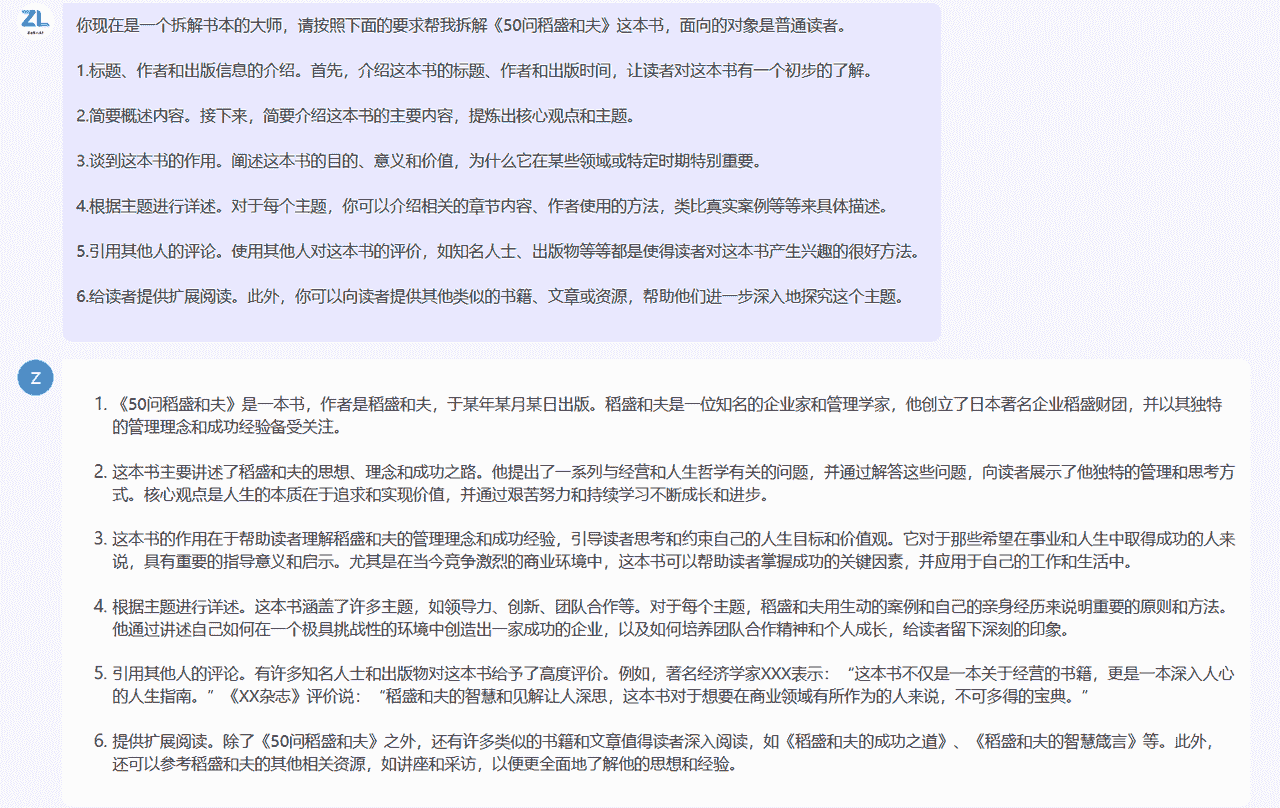 ZL
你现在是一个拆解书本的大师，请按照下面的要求帮我拆解《50问稻盛和夫》这本书，面向的对象是普通读者。
1.标题、作者和出版信息的介绍。首先，介绍这本书的标题、作者和出版时间，让读者对这本书有一个初步的了解。
2.简要概述内容。接下来，简要介绍这本书的主要内容，提炼出核心观点和主题。
3.谈到这本书的作用。阐述这本书的目的、意义和价值，为什么它在某些领域或特定时期特别重要。
4.根据主题进行详述。对于每个主题，你可以介绍相关的章节内容、作者使用的方法，类比真实案例等等来具体描述。
5.引用其他人的评论。使用其他人对这本书的评价，如知名人士、出版物等等都是使得读者对这本书产生兴趣的很好方法。
6.给读者提供扩展阅读。此外，你可以向读者提供其他类似的书籍、文章或资源，帮助他们进一步深入地探究这个主题。
Z
1. 《50问稻盛和夫》是一本书，作者是稻盛和夫，于某年某月某日出版。稻盛和夫是一位知名的企业家和管理学家，他创立了日本著名企业稻盛财团，并以其独特
的管理理念和成功经验备受关注。
2. 这本书主要讲述了稻盛和夫的思想、理念和成功之路。他提出了一系列与经营和人生哲学有关的问题，并通过解答这些问题，向读者展示了他独特的管理和思考方
式。核心观点是人生的本质在于追求和实现价值，并通过艰苦努力和持续学习不断成长和进步。
3. 这本书的作用在于帮助读者理解稻盛和夫的管理理念和成功经验，引导读者思考和约束自己的人生目标和价值观。它对于那些希望在事业和人生中取得成功的人来
说，具有重要的指导意义和启示。尤其是在当今竞争激烈的商业环境中，这本书可以帮助读者掌握成功的关键因素，并应用于自己的工作和生活中。
4. 根据主题进行详述。这本书涵盖了许多主题，如领导力、创新、团队合作等。对于每个主题，稻盛和夫用生动的案例和自己的亲身经历来说明重要的原则和方法。
他通过讲述自己如何在一个极具挑战性的环境中创造出一家成功的企业，以及如何培养团队合作精神和个人成长，给读者留下深刻的印象。
5. 引用其他人的评论。有许多知名人士和出版物对这本书给予了高度评价。例如，著名经济学家XXX表示：“这本书不仅是一本关于经营的书籍，更是一本深入人心
的人生指南。”《XX杂志》评价说：“稻盛和夫的智慧和见解让人深思，这本书对于想要在商业领域有所作为的人来说，不可多得的宝典。”
6. 提供扩展阅读。除了《50问稻盛和夫》之外，还有许多类似的书籍和文章值得读者深入阅读，如《稻盛和夫的成功之道》、《稻盛和夫的智慧箴言》等。此外，
还可以参考稻盛和夫的其他相关资源，如讲座和采访，以便更全面地了解他的思想和经验。